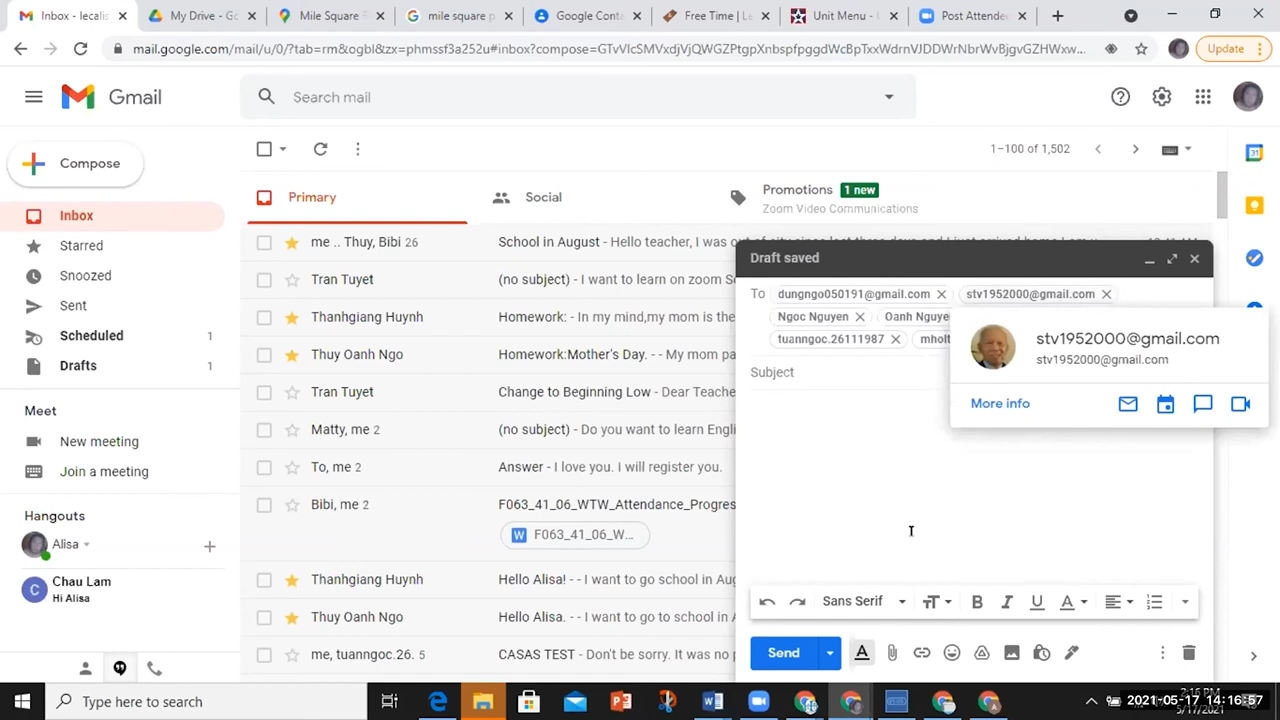 Inbox - lecalis
My Drive - Go
Mile Square
mile square p
Google Conta
Free Time | Le
Unit Menu - U
Post Attende
mail.google.com/mail/u/0/?tab=rm&ogbl&zx=phmssf3a252u#inbox?compose=GTvVlcSMVxdjVjQWGZPtgpXnbspfpggdWcBpTxxWdrnVJDDWrNbrWvBjgvGZHWxw...
Update
Gmail
Search mail
Compose
1–100 of 1,502
Inbox
Starred
Snoozed
Sent
Scheduled 1
Drafts 1
Meet
New meeting
Join a meeting
Hangouts
Alisa
Chau Lam
Hi Alisa
Primary
Social
Promotions 1 new
Zoom Video Communications
me .. Thuy, Bibi 26 School in August - Hello teacher, I was
Tran Tuyet (no subject) - I want to learn on zoom
Thanhgiang Huynh Homework: - In my mind,my mom is the
Thuy Oanh Ngo Homework:Mother's Day. - My mom pa
Tran Tuyet Change to Beginning Low - Dear Teache
Matty, me 2 (no subject) - Do you want to learn Engli
To, me 2 Answer - I love you. I will register you.
Bibi, me 2 F063_41_06_WTW_Attendance_Progres
W F063_41_06_W...
Thanhgiang Huynh Hello Alisa! - I want to go school in Aug
Thuy Oanh Ngo Hello Alisa. - I want to go to school in
me, tuanngoc.26. 5 CASAS TEST - Don't be sorry. It was no
Draft saved
To dungngo050191@gmail.com stv1952000@gmail.com
Ngoc Nguyen Oanh Nguye
tuanngoc.26111987 mholt
Subject
stv1952000@gmail.com
stv1952000@gmail.com
More info
Sans Serif
Send
Type here to search
2021-05-17 14:16:57